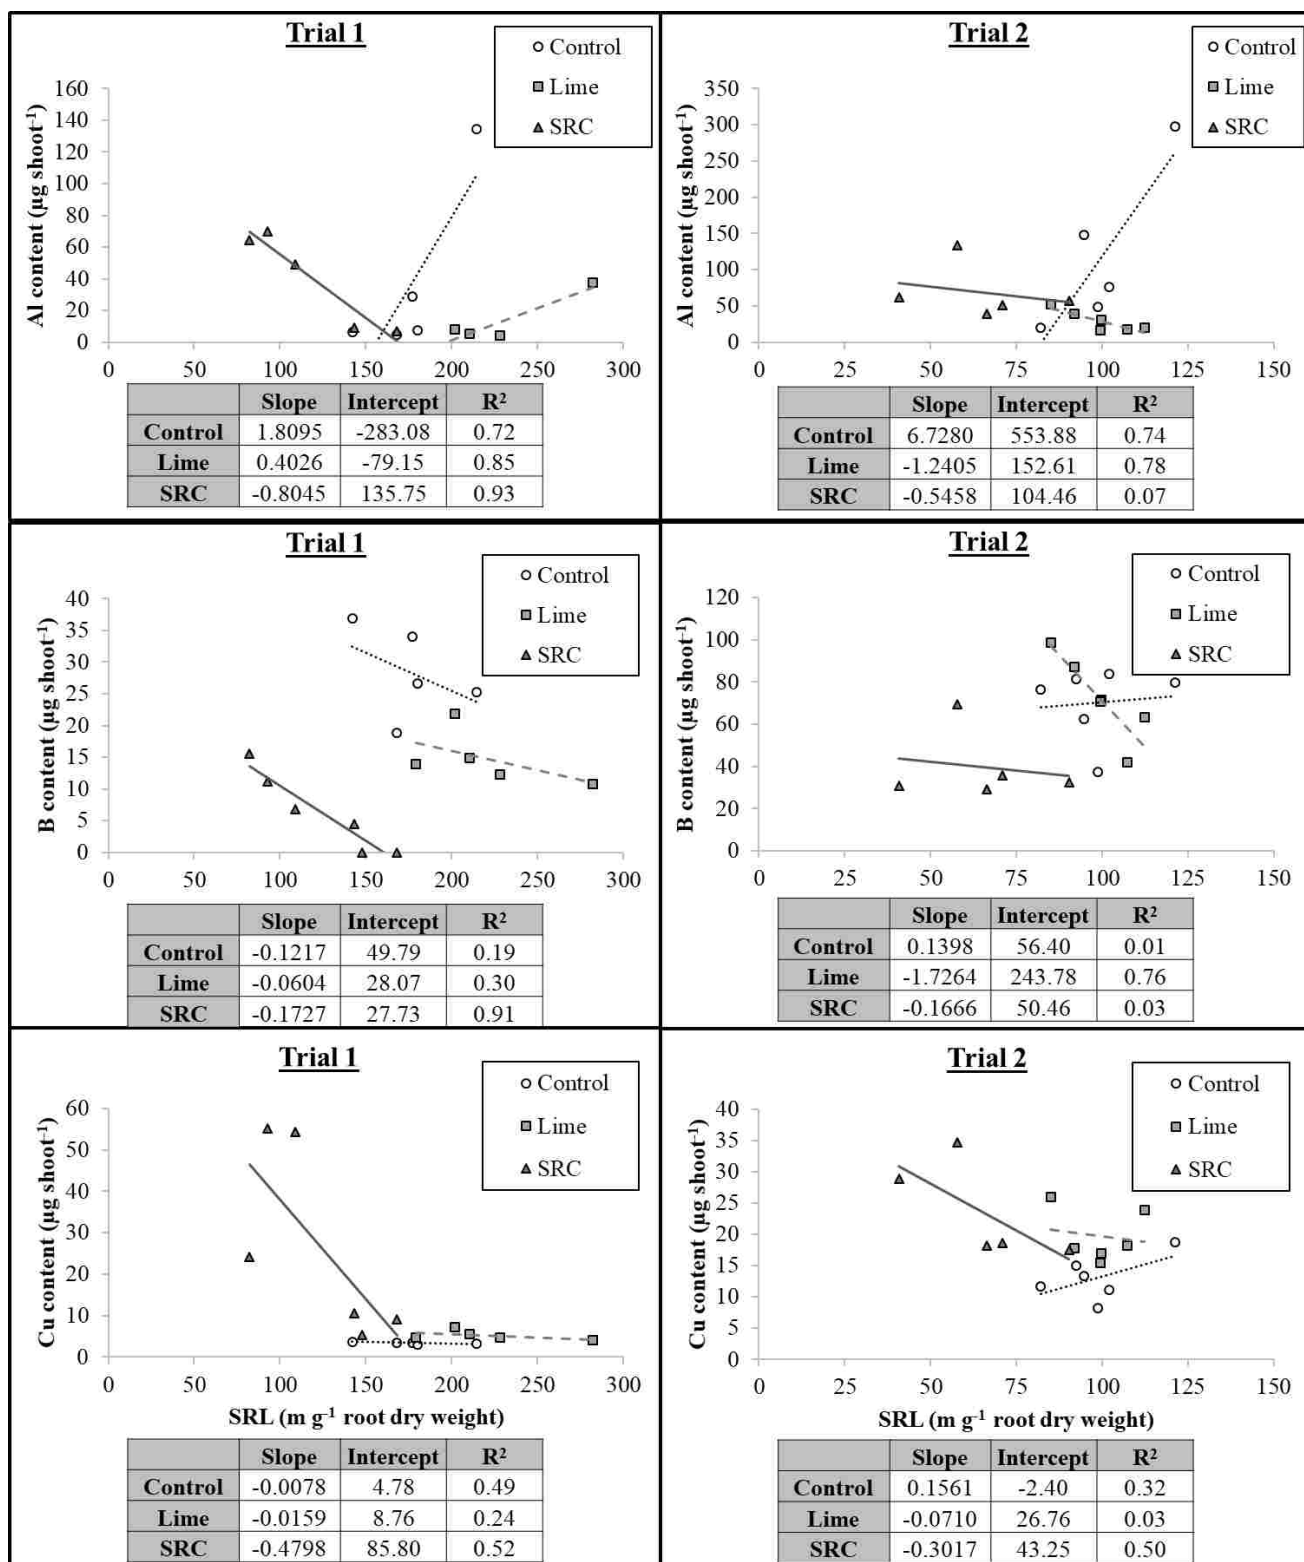 Trial 1
Control
Lime
SRC
Al content (µg shoot⁻¹)
160
140
120
100
80
60
40
20
0
0 50 100 150 200 250 300
Slope Intercept R²
Control 1.8095 -283.08 0.72
Lime 0.4026 -79.15 0.85
SRC -0.8045 135.75 0.93
Trial 2
Control
Lime
SRC
Al content (µg shoot⁻¹)
350
300
250
200
150
100
50
0
0 25 50 75 100 125 150
Slope Intercept R²
Control 6.7280 553.88 0.74
Lime -1.2405 152.61 0.78
SRC -0.5458 104.46 0.07
Trial 1
Control
Lime
SRC
B content (µg shoot⁻¹)
40
35
30
25
20
15
10
5
0
0 50 100 150 200 250 300
Slope Intercept R²
Control -0.1217 49.79 0.19
Lime -0.0604 28.07 0.30
SRC -0.1727 27.73 0.91
Trial 2
Control
Lime
SRC
B content (µg shoot⁻¹)
120
100
80
60
40
20
0
0 25 50 75 100 125 150
Slope Intercept R²
Control 0.1398 56.40 0.01
Lime -1.7264 243.78 0.76
SRC -0.1666 50.46 0.03
Trial 1
Control
Lime
SRC
Cu content (µg shoot⁻¹)
60
50
40
30
20
10
0
0 50 100 150 200 250 300
SRL (m g⁻¹ root dry weight)
Slope Intercept R²
Control -0.0078 4.78 0.49
Lime -0.0159 8.76 0.24
SRC -0.4798 85.80 0.52
Trial 2
Control
Lime
SRC
Cu content (µg shoot⁻¹)
40
35
30
25
20
15
10
5
0
0 25 50 75 100 125 150
SRL (m g⁻¹ root dry weight)
Slope Intercept R²
Control 0.1561 -2.40 0.32
Lime -0.0710 26.76 0.03
SRC -0.3017 43.25 0.50